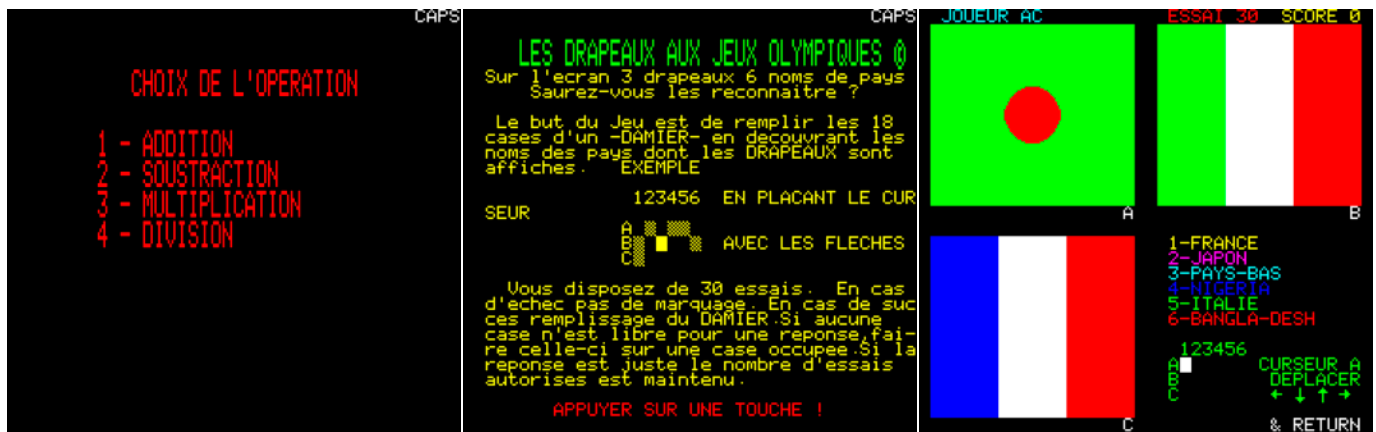 CAPS
CHOIX DE L'OPERATION
1 - ADDITION
2 - SOUSTRACTION
3 - MULTIPLICATION
4 - DIVISION
CAPS
LES DRAPEAUX AUX JEUX OLYMPIQUES @
Sur l'ecran 3 drapeaux 6 noms de pays
Saurez-vous les reconnaitre ?
Le but du Jeu est de remplir les 18
cases d'un -DAMIER- en decouvrant les
noms des pays dont les DRAPEAUX sont
affiches. EXEMPLE
123456 EN PLACANT LE CUR
SEUR
A
B AVEC LES FLECHES
C
Vous disposez de 30 essais. En cas
d'echec pas de marquage. En cas de suc
ces remplissage du DAMIER.Si aucune
case n'est libre pour une reponse,fai-
re celle-ci sur une case occupee.Si la
reponse est juste le nombre d'essais
autorises est maintenu.
APPUYER SUR UNE TOUCHE !
JOUEUR AC ESSAI 30 SCORE 0
A
B
C
1-FRANCE
2-JAPON
3-PAYS-BAS
4-NIGERIA
5-ITALIE
6-BANGLA-DESH
123456
A CURSEUR A
B DEPLACER
C ← ↓ ↑ →
& RETURN